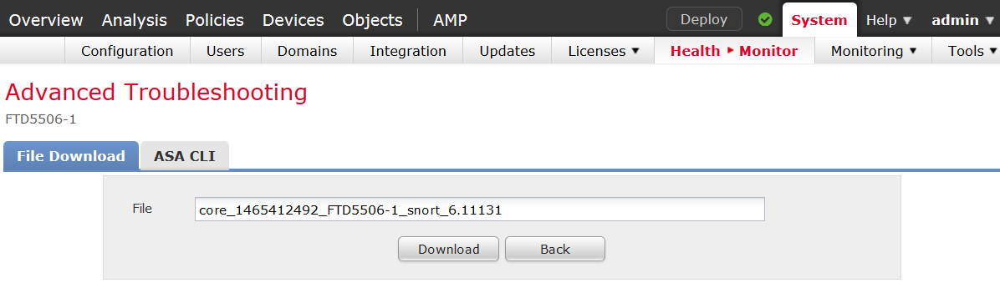 Overview Analysis Policies Devices Objects AMP Deploy System Help admin
Configuration Users Domains Integration Updates Licenses Health Monitor Monitoring Tools
Advanced Troubleshooting
FTD5506-1
File Download ASA CLI
File core_1465412492_FTD5506-1_snort_6.11131
Download Back